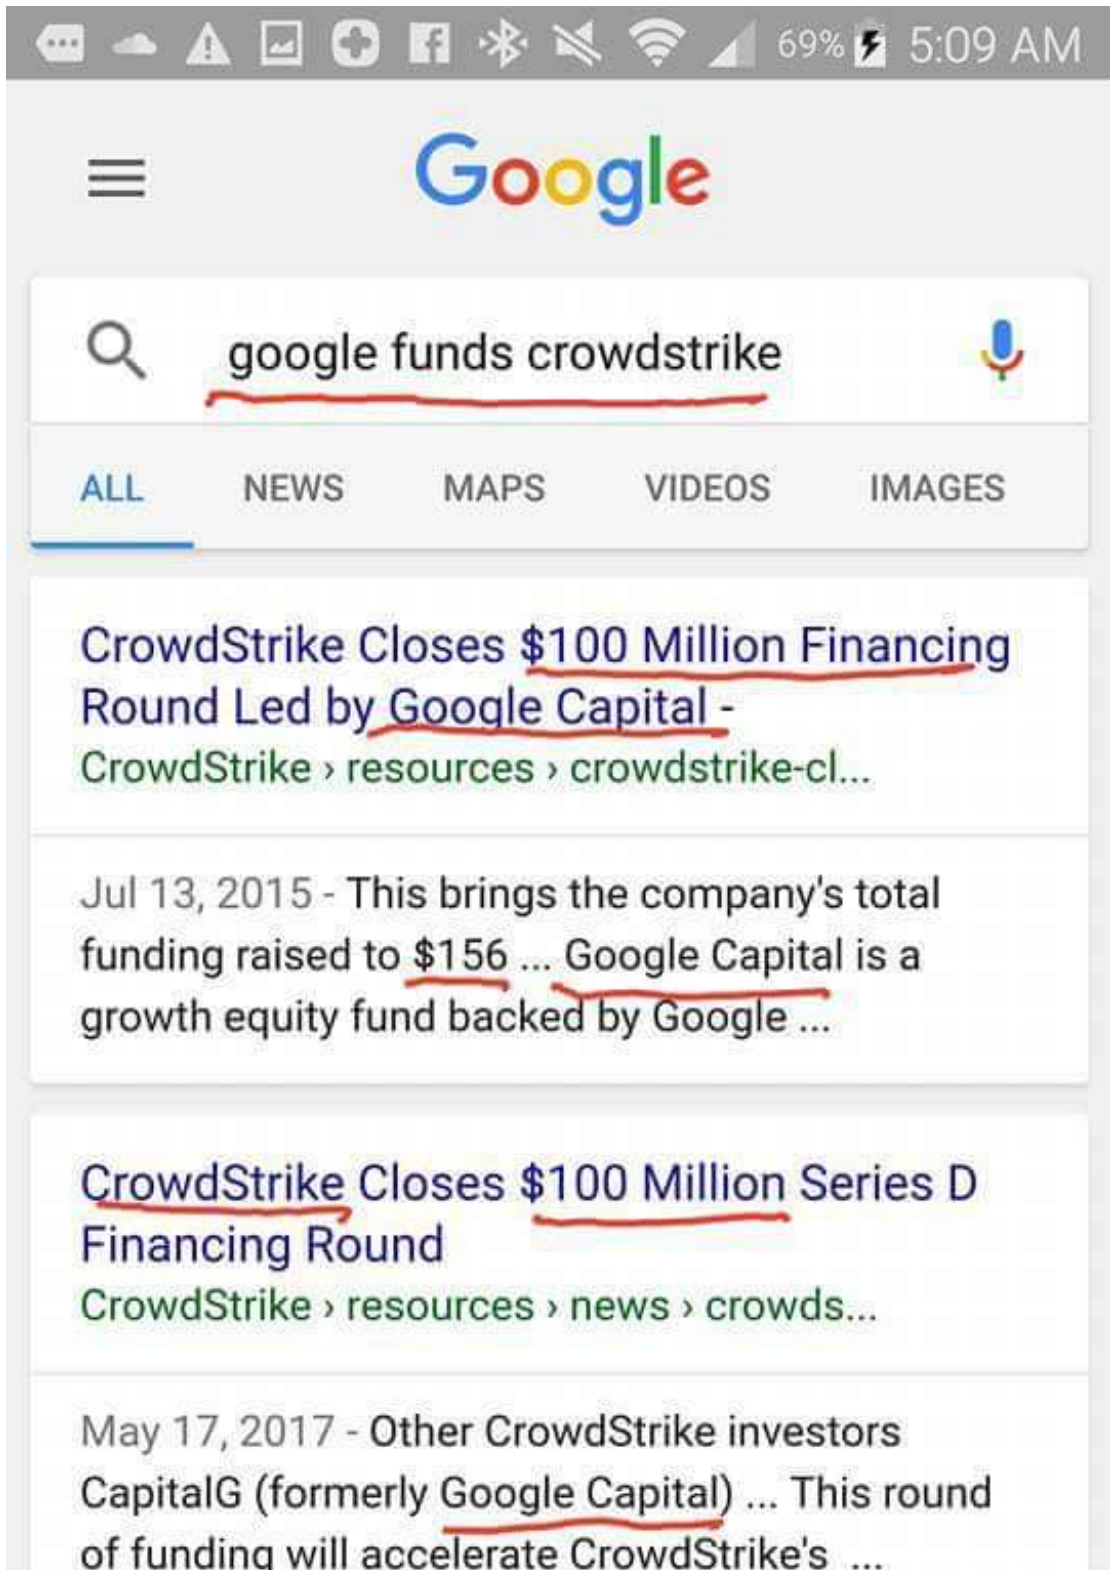 69% 5:09 AM
Google
google funds crowdstrike
ALL NEWS MAPS VIDEOS IMAGES
CrowdStrike Closes $100 Million Financing
Round Led by Google Capital -
CrowdStrike › resources › crowdstrike-cl...
Jul 13, 2015 - This brings the company's total
funding raised to $156 ... Google Capital is a
growth equity fund backed by Google ...
CrowdStrike Closes $100 Million Series D
Financing Round
CrowdStrike › resources › news › crowds...
May 17, 2017 - Other CrowdStrike investors
CapitalG (formerly Google Capital) ... This round
of funding will accelerate CrowdStrike's ...